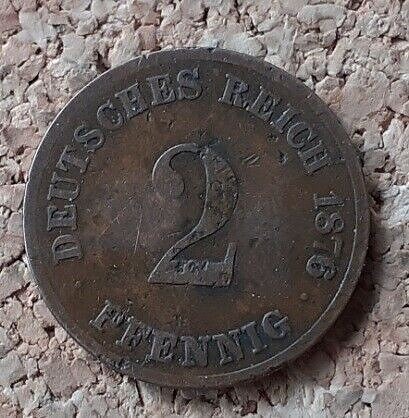 DEUTSCHES REICH 1876
2
PFENNIG